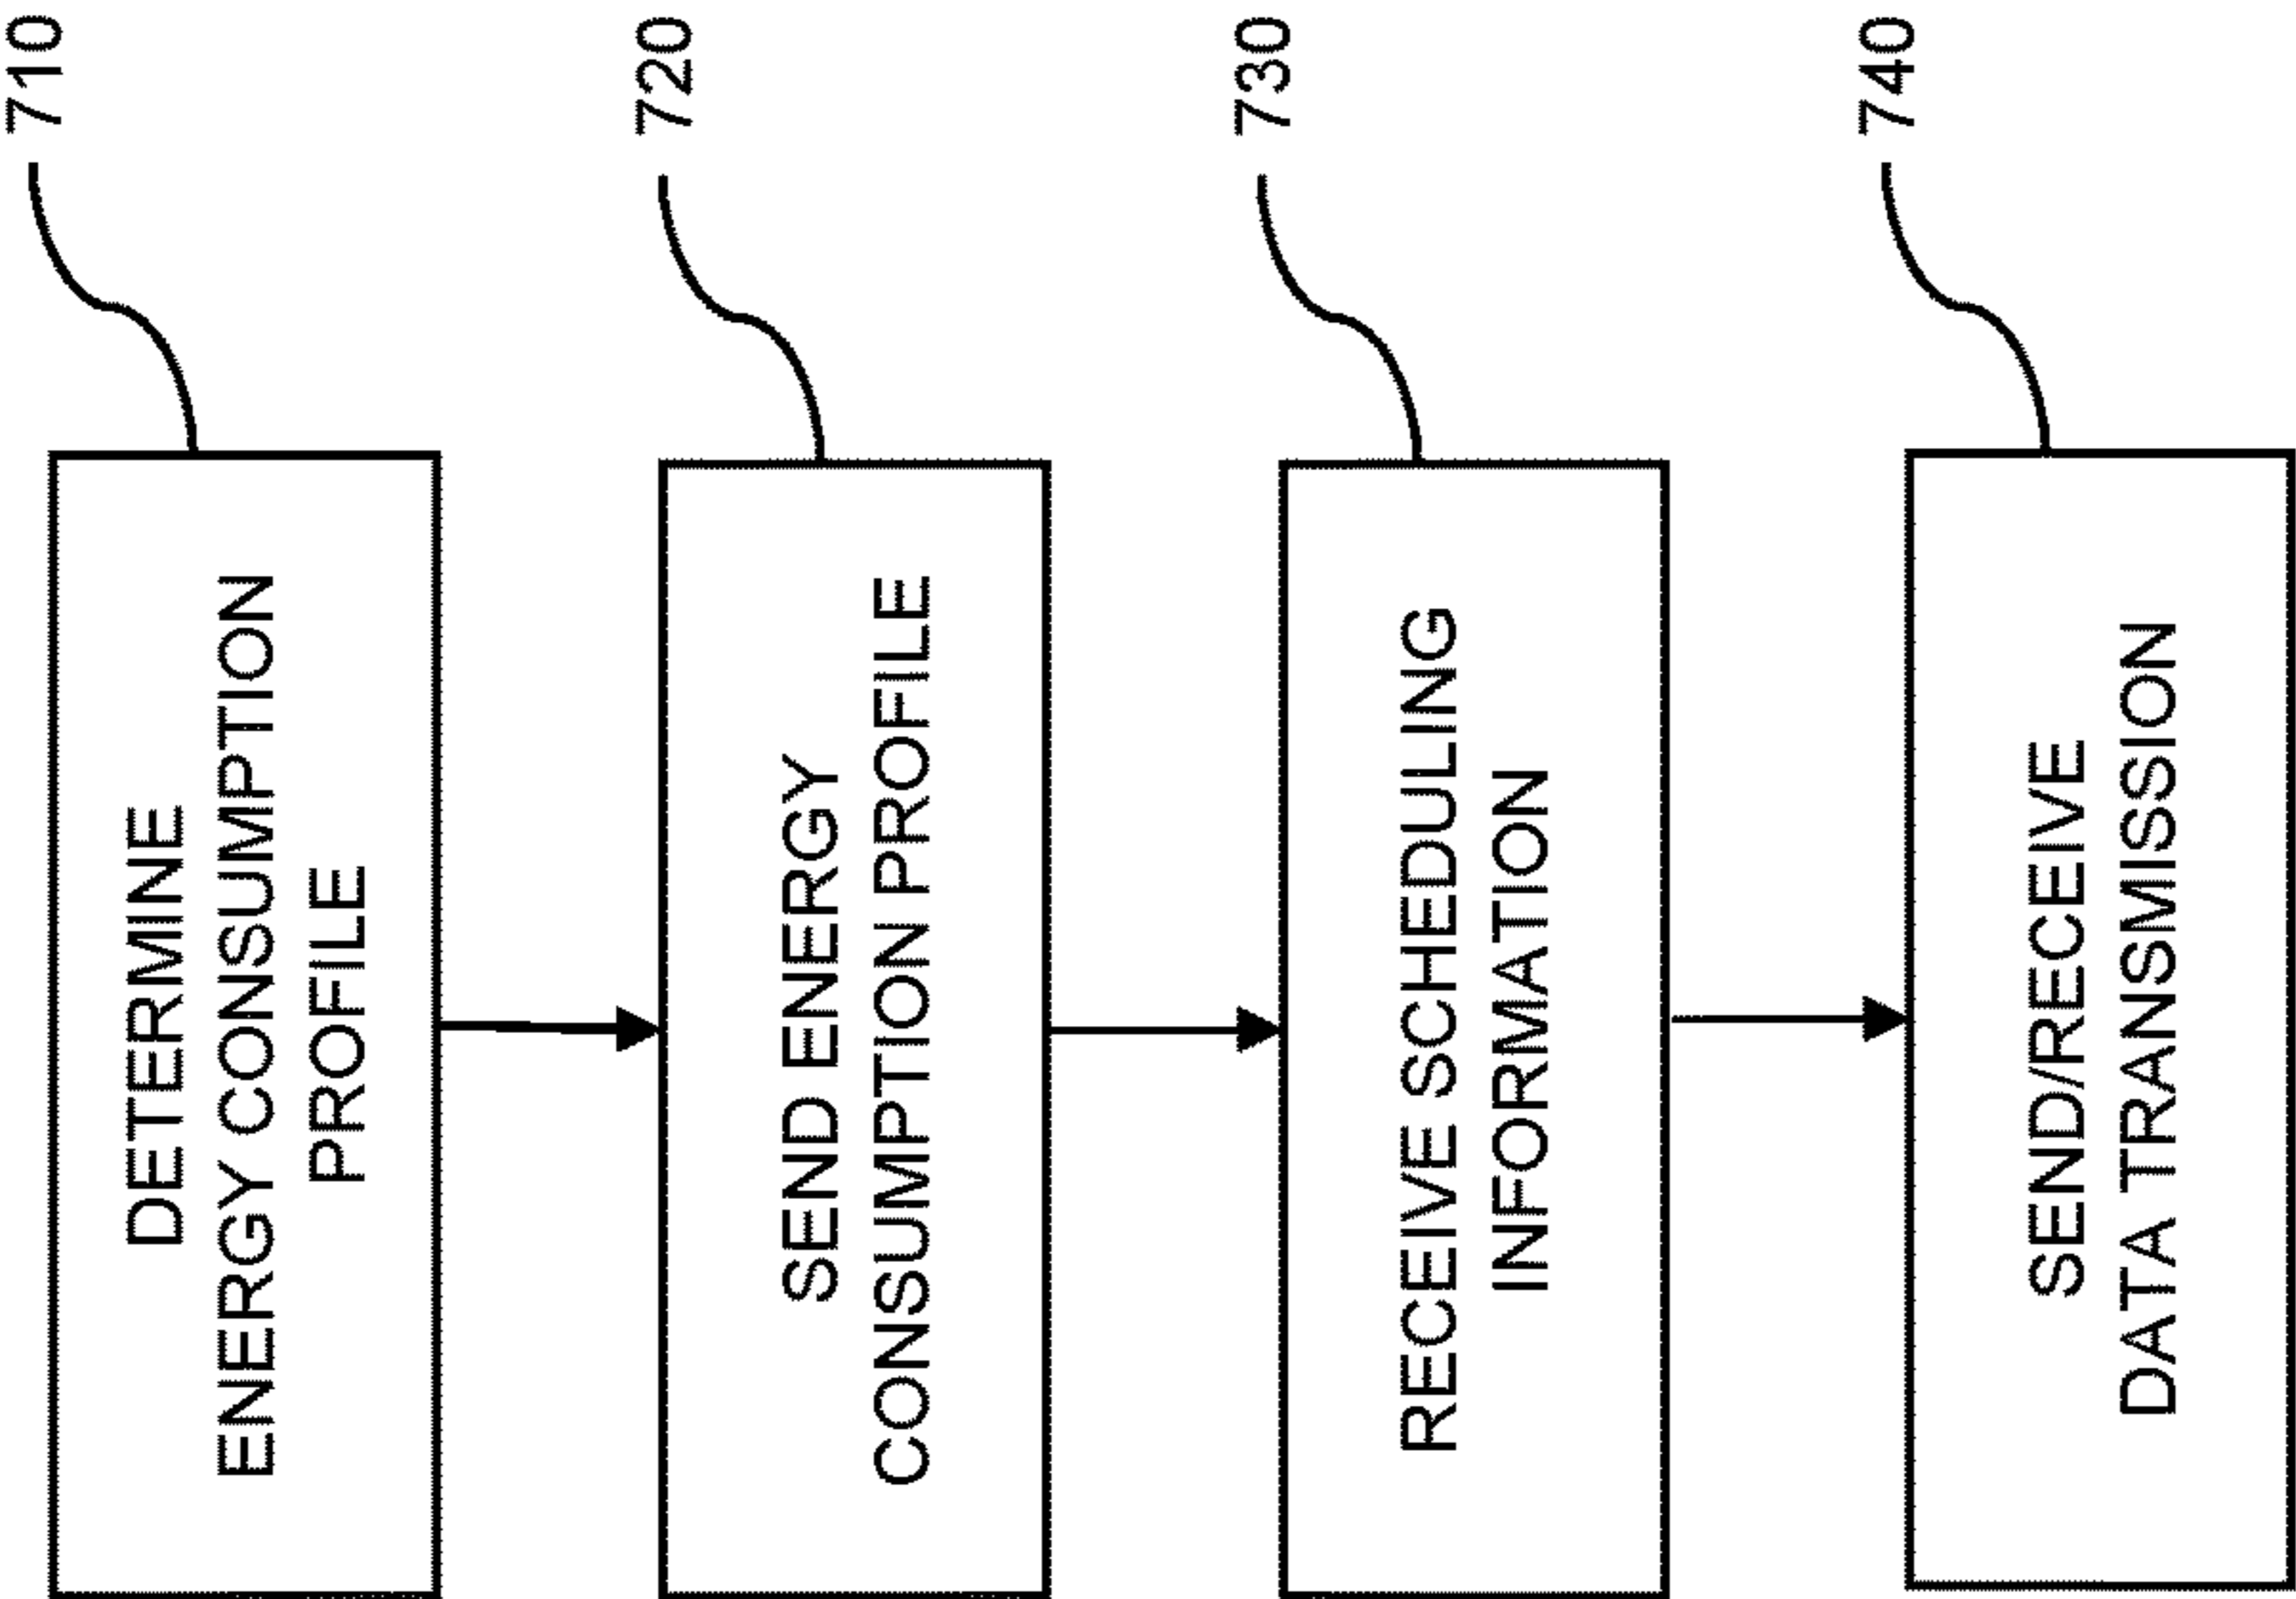 710
DETERMINE
ENERGY CONSUMPTION
PROFILE
720
SEND ENERGY
CONSUMPTION PROFILE
730
RECEIVE SCHEDULING
INFORMATION
740
SEND/RECEIVE
DATA TRANSMISSION